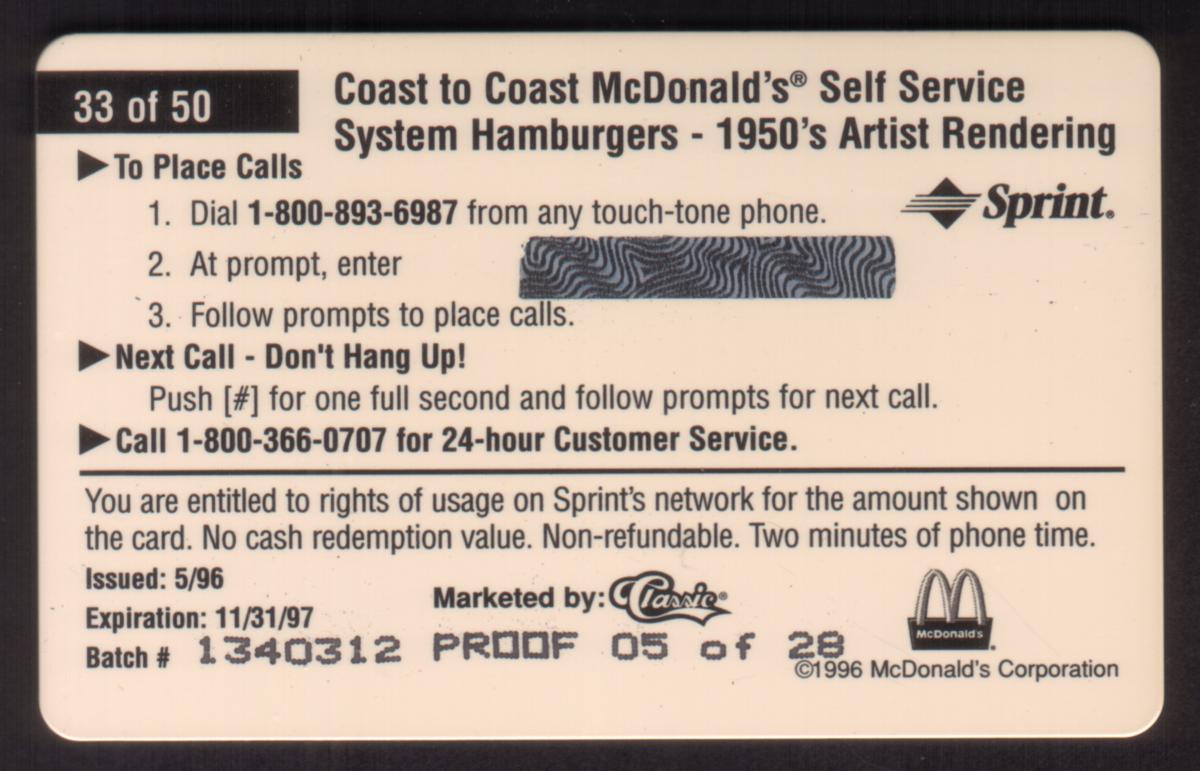 33 of 50
Coast to Coast McDonald's® Self Service
System Hamburgers - 1950's Artist Rendering
▶To Place Calls
1. Dial 1-800-893-6987 from any touch-tone phone.
Sprint®
2. At prompt, enter
3. Follow prompts to place calls.
▶Next Call - Don't Hang Up!
Push [#] for one full second and follow prompts for next call.
▶Call 1-800-366-0707 for 24-hour Customer Service.
You are entitled to rights of usage on Sprint's network for the amount shown on
the card. No cash redemption value. Non-refundable. Two minutes of phone time.
Issued: 5/96
Expiration: 11/31/97
Marketed by: Classic®
McDonald's®
Batch # 1340312 PROOF 05 of 28
©1996 McDonald's Corporation